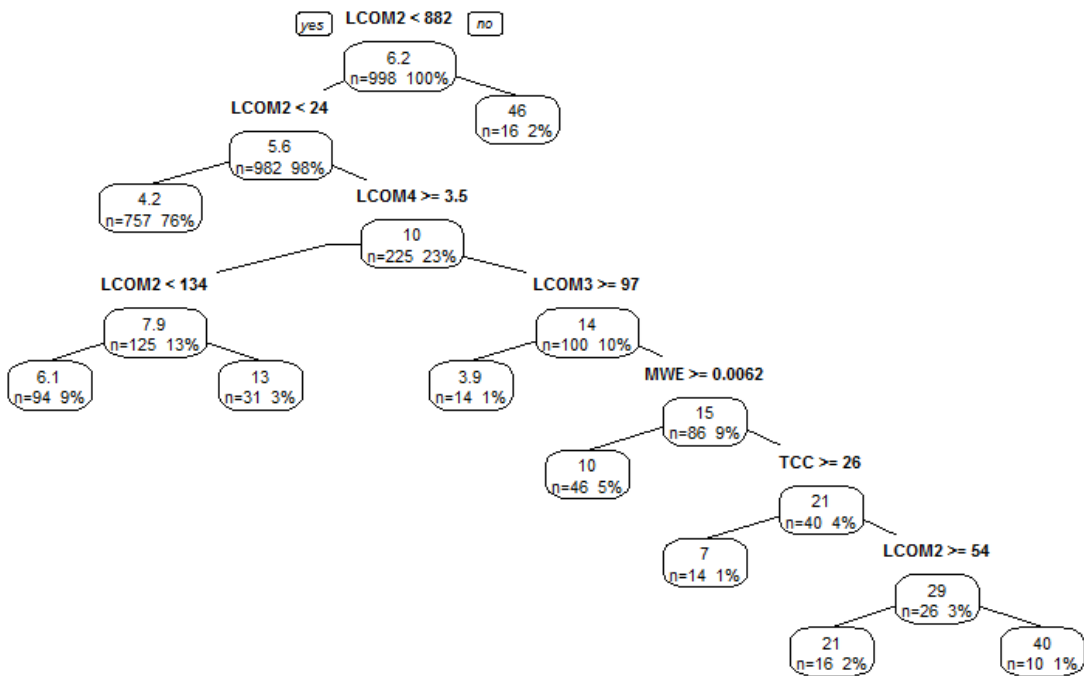 yes LCOM2 < 882 no
6.2
n=998 100%
LCOM2 < 24
46
n=16 2%
5.6
n=982 98%
LCOM4 >= 3.5
4.2
n=757 76%
10
n=225 23%
LCOM2 < 134
LCOM3 >= 97
7.9
n=125 13%
14
n=100 10%
6.1
n=94 9%
13
n=31 3%
3.9
n=14 1%
MWE >= 0.0062
15
n=86 9%
10
n=46 5%
TCC >= 26
21
n=40 4%
7
n=14 1%
LCOM2 >= 54
29
n=26 3%
21
n=16 2%
40
n=10 1%